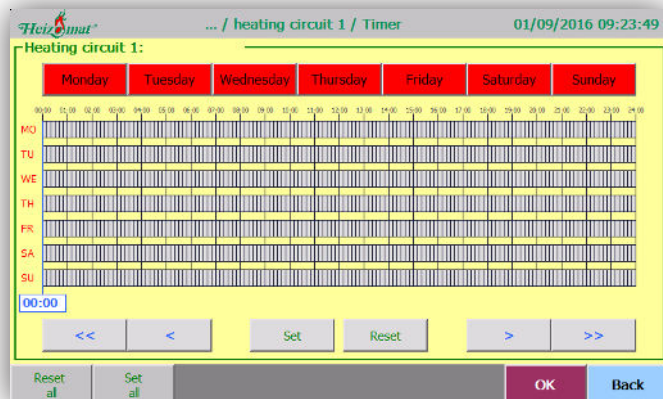 Heizomat ... / heating circuit 1 / Timer 01/09/2016 09:23:49
Heating circuit 1:
Monday Tuesday Wednesday Thursday Friday Saturday Sunday
00:00 01:00 02:00 03:00 04:00 05:00 06:00 07:00 08:00 09:00 10:00 11:00 12:00 13:00 14:00 15:00 16:00 17:00 18:00 19:00 20:00 21:00 22:00 23:00 24:00
MO
TU
WE
TH
FR
SA
SU
00:00
<< < Set Reset > >>
Reset all Set all OK Back